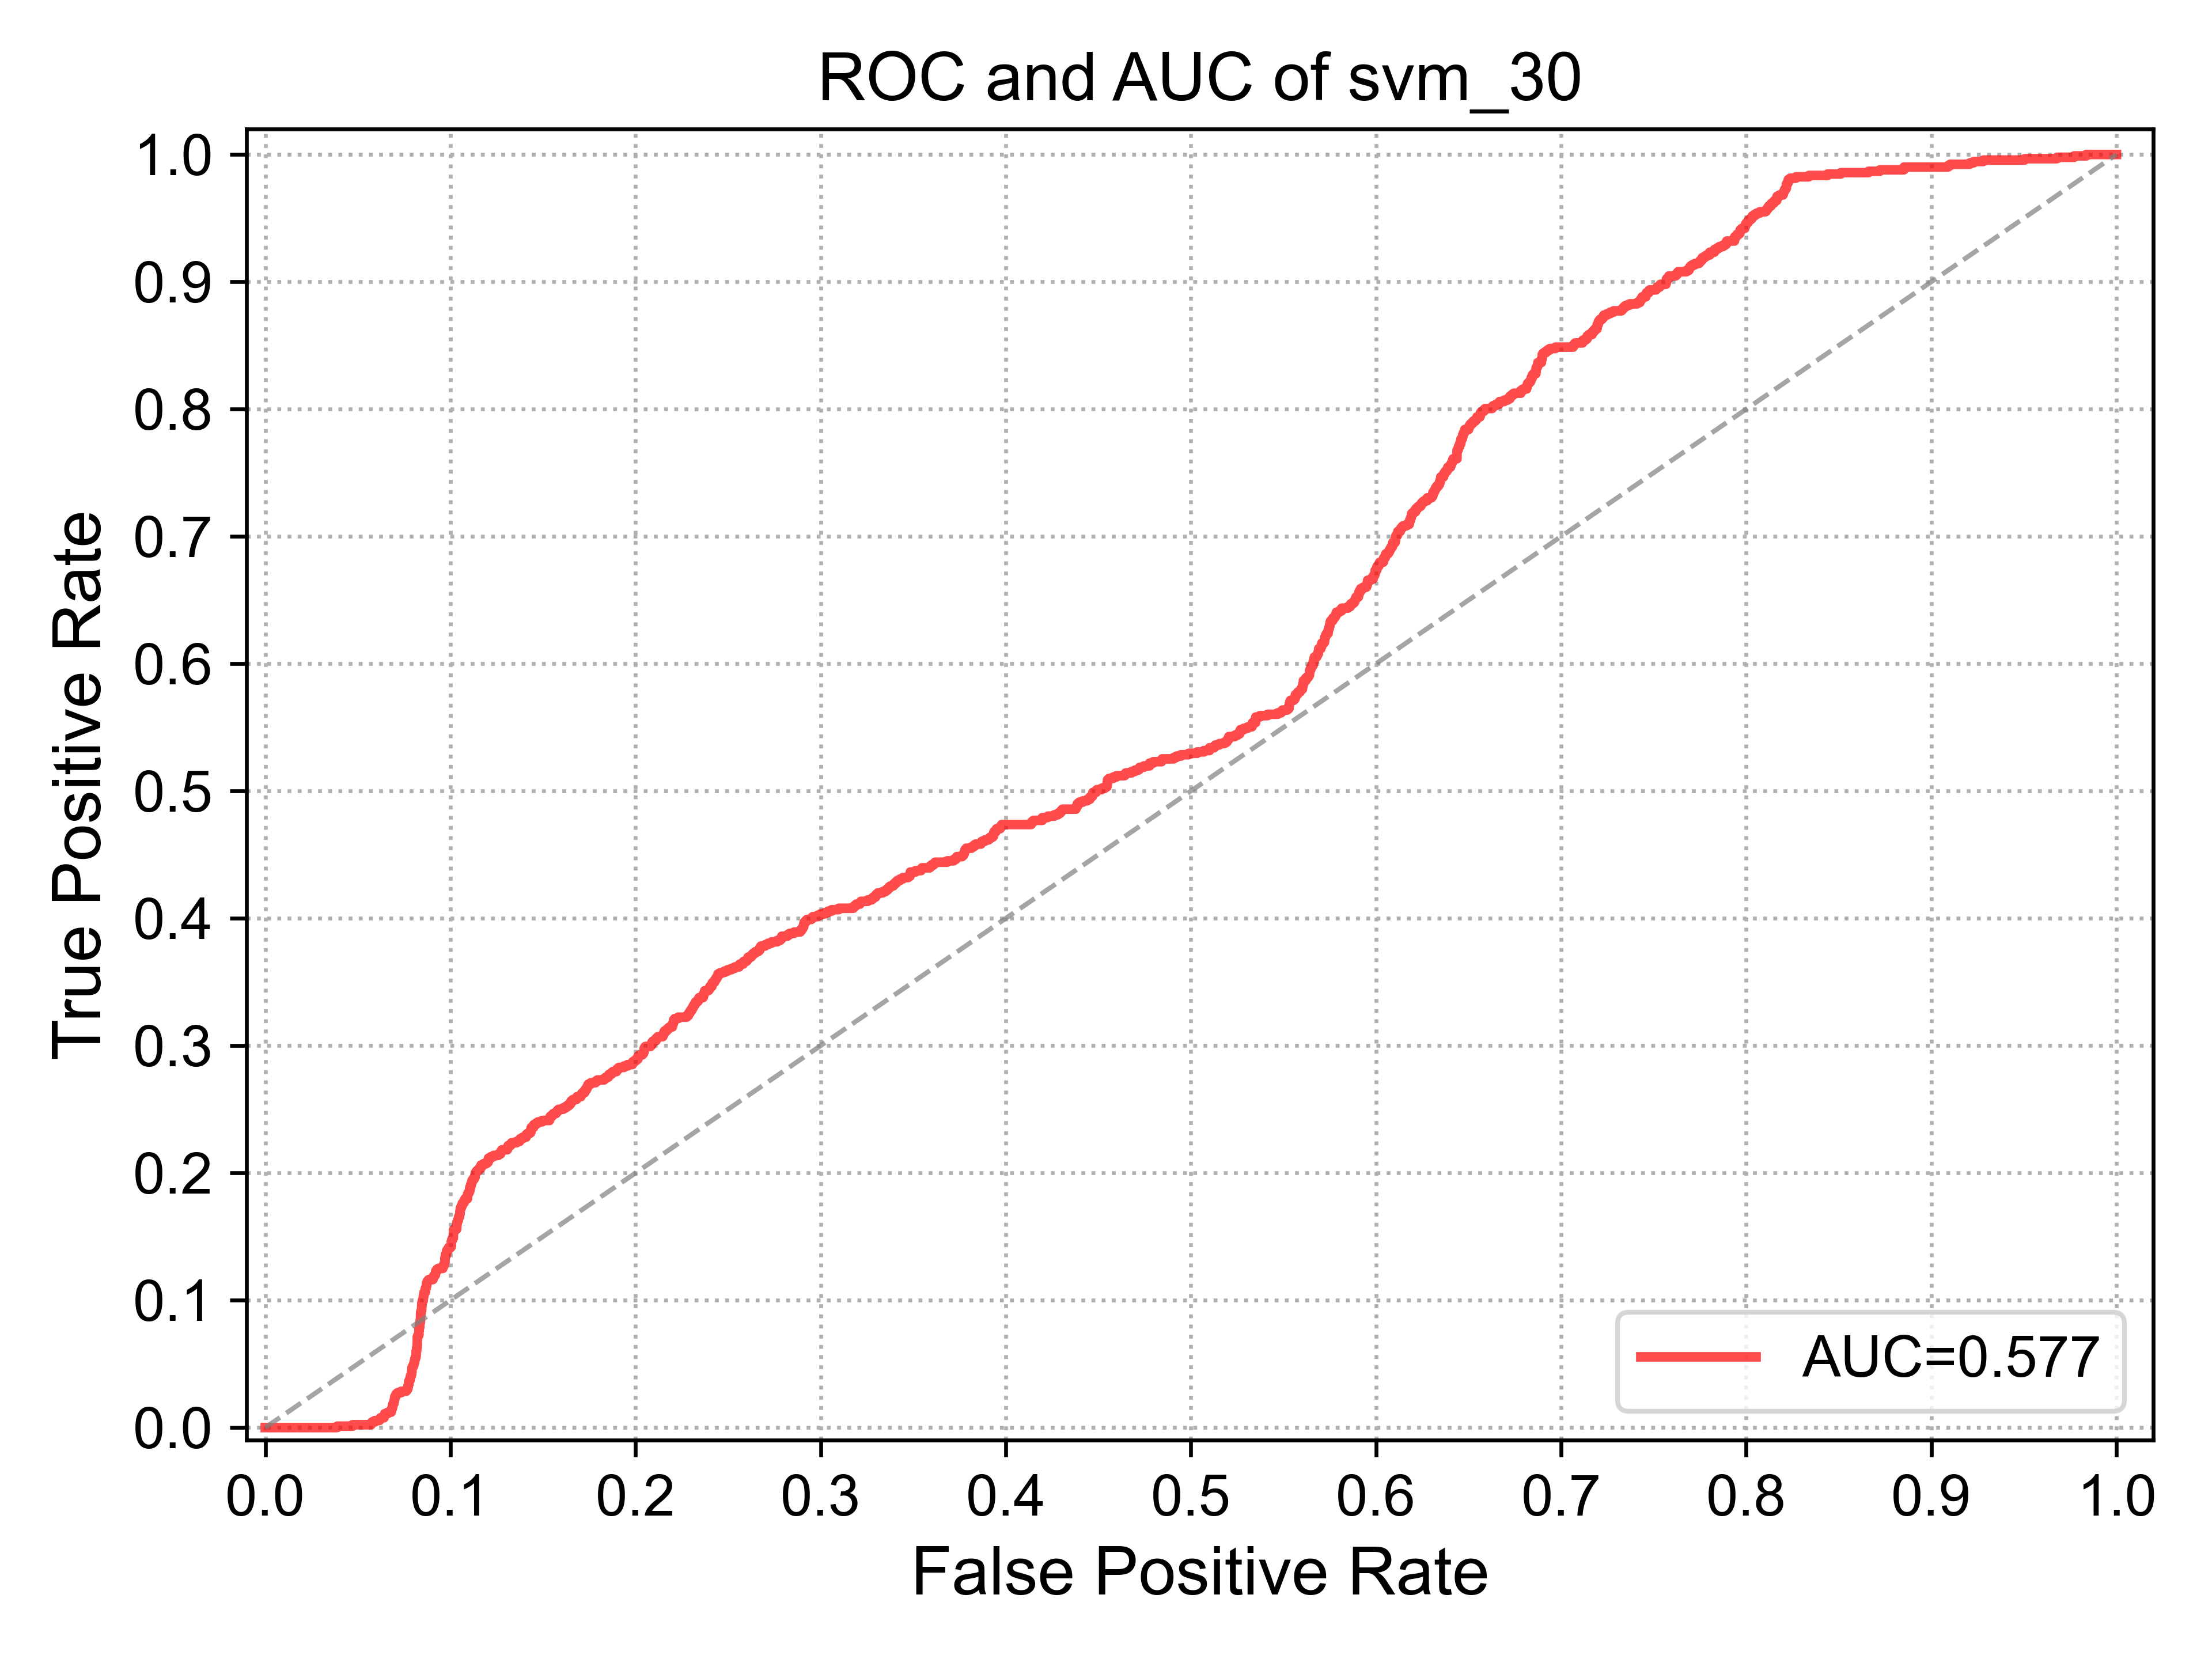 ROC and AUC of svm_30
True Positive Rate
1.0
0.9
0.8
0.7
0.6
0.5
0.4
0.3
0.2
0.1
0.0
AUC=0.577
0.0 0.1 0.2 0.3 0.4 0.5 0.6 0.7 0.8 0.9 1.0
False Positive Rate